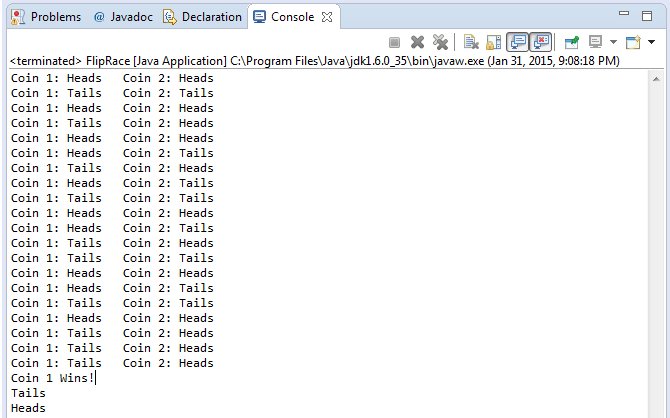 Problems @ Javadoc Declaration Console
<terminated> FlipRace [Java Application] C:\Program Files\Java\jdk1.6.0_35\bin\javaw.exe (Jan 31, 2015, 9:08:18 PM)
Coin 1: Heads   Coin 2: Heads
Coin 1: Tails   Coin 2: Tails
Coin 1: Heads   Coin 2: Heads
Coin 1: Tails   Coin 2: Heads
Coin 1: Heads   Coin 2: Heads
Coin 1: Heads   Coin 2: Tails
Coin 1: Tails   Coin 2: Heads
Coin 1: Heads   Coin 2: Tails
Coin 1: Tails   Coin 2: Tails
Coin 1: Heads   Coin 2: Heads
Coin 1: Heads   Coin 2: Tails
Coin 1: Tails   Coin 2: Tails
Coin 1: Tails   Coin 2: Tails
Coin 1: Heads   Coin 2: Heads
Coin 1: Heads   Coin 2: Tails
Coin 1: Tails   Coin 2: Tails
Coin 1: Heads   Coin 2: Heads
Coin 1: Tails   Coin 2: Heads
Coin 1: Tails   Coin 2: Heads
Coin 1: Tails   Coin 2: Heads
Coin 1 Wins!
Tails
Heads